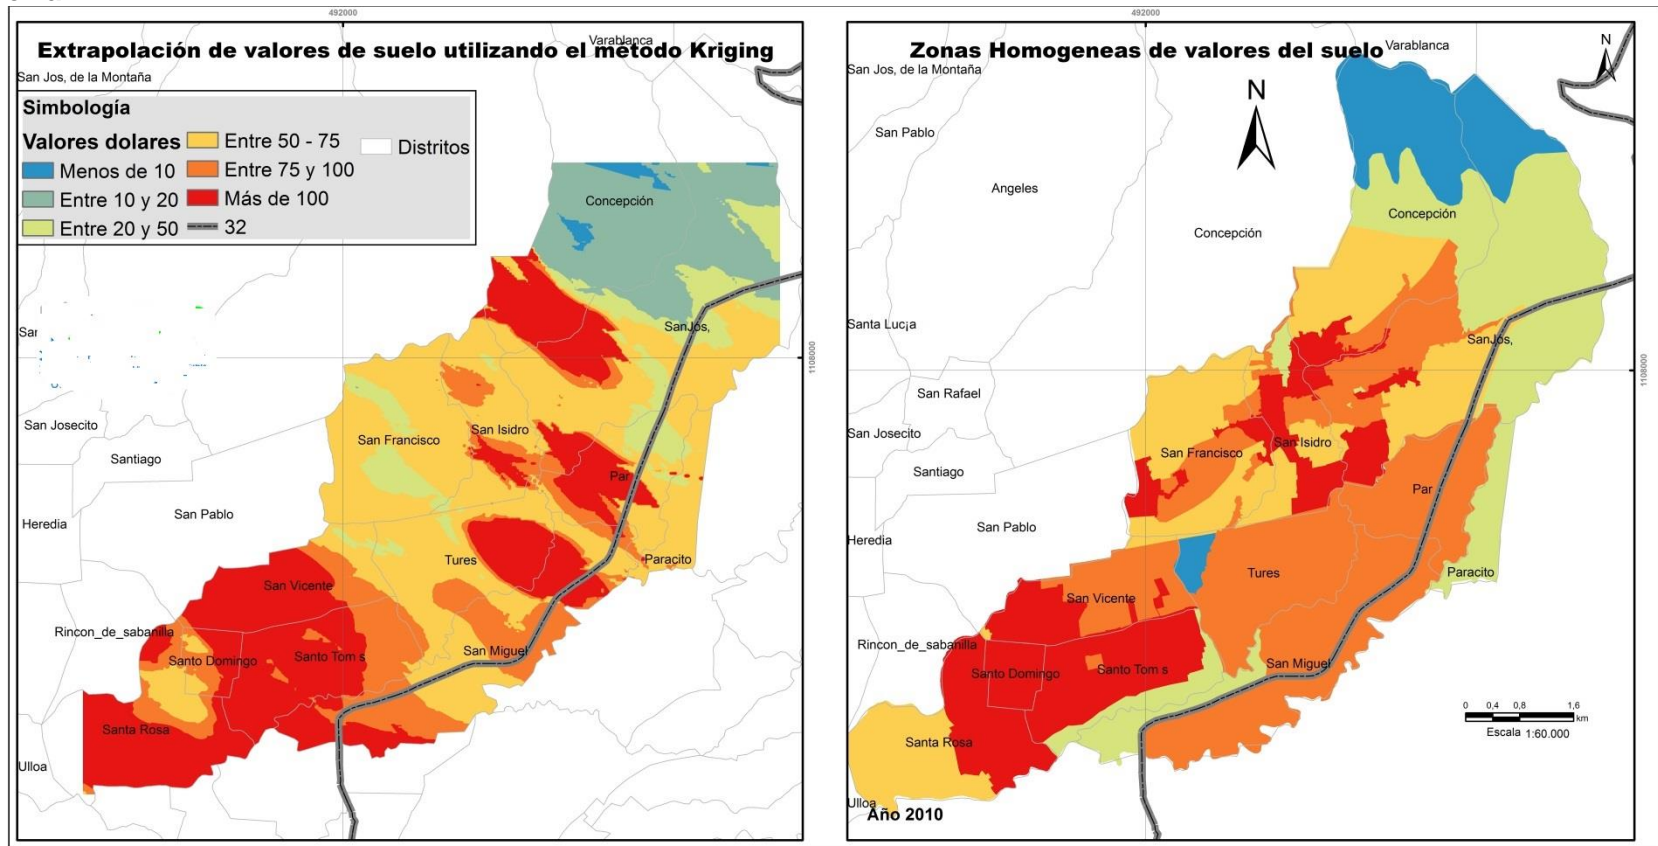 492000
Extrapolación de valores de suelo utilizando el método Kriging
Varablanca
San Jos, de la Montaña
Simbología
Valores dolares
Menos de 10
Entre 10 y 20
Entre 20 y 50
Entre 50 - 75
Entre 75 y 100
Más de 100
32
Distritos
Concepción
SanJos,
1108000
San Josecito
Santiago
San Francisco
San Isidro
Par
Heredia
San Pablo
Tures
Paracito
San Vicente
Rincon_de_sabanilla
Santo Domingo
Santo Tom s
San Miguel
Santa Rosa
Ulloa
492000
Zonas Homogeneas de valores del suelo
Varablanca
N
San Jos, de la Montaña
N
San Pablo
Angeles
Concepción
Concepción
Santa Luc¡a
SanJos,
1108000
San Rafael
San Josecito
San Isidro
San Francisco
Santiago
Par
San Pablo
Heredia
Tures
Paracito
San Vicente
Rincon_de_sabanilla
Santo Domingo
Santo Tom s
San Miguel
0 0,4 0,8 1,6
km
Escala 1:60.000
Santa Rosa
Ulloa
Año 2010